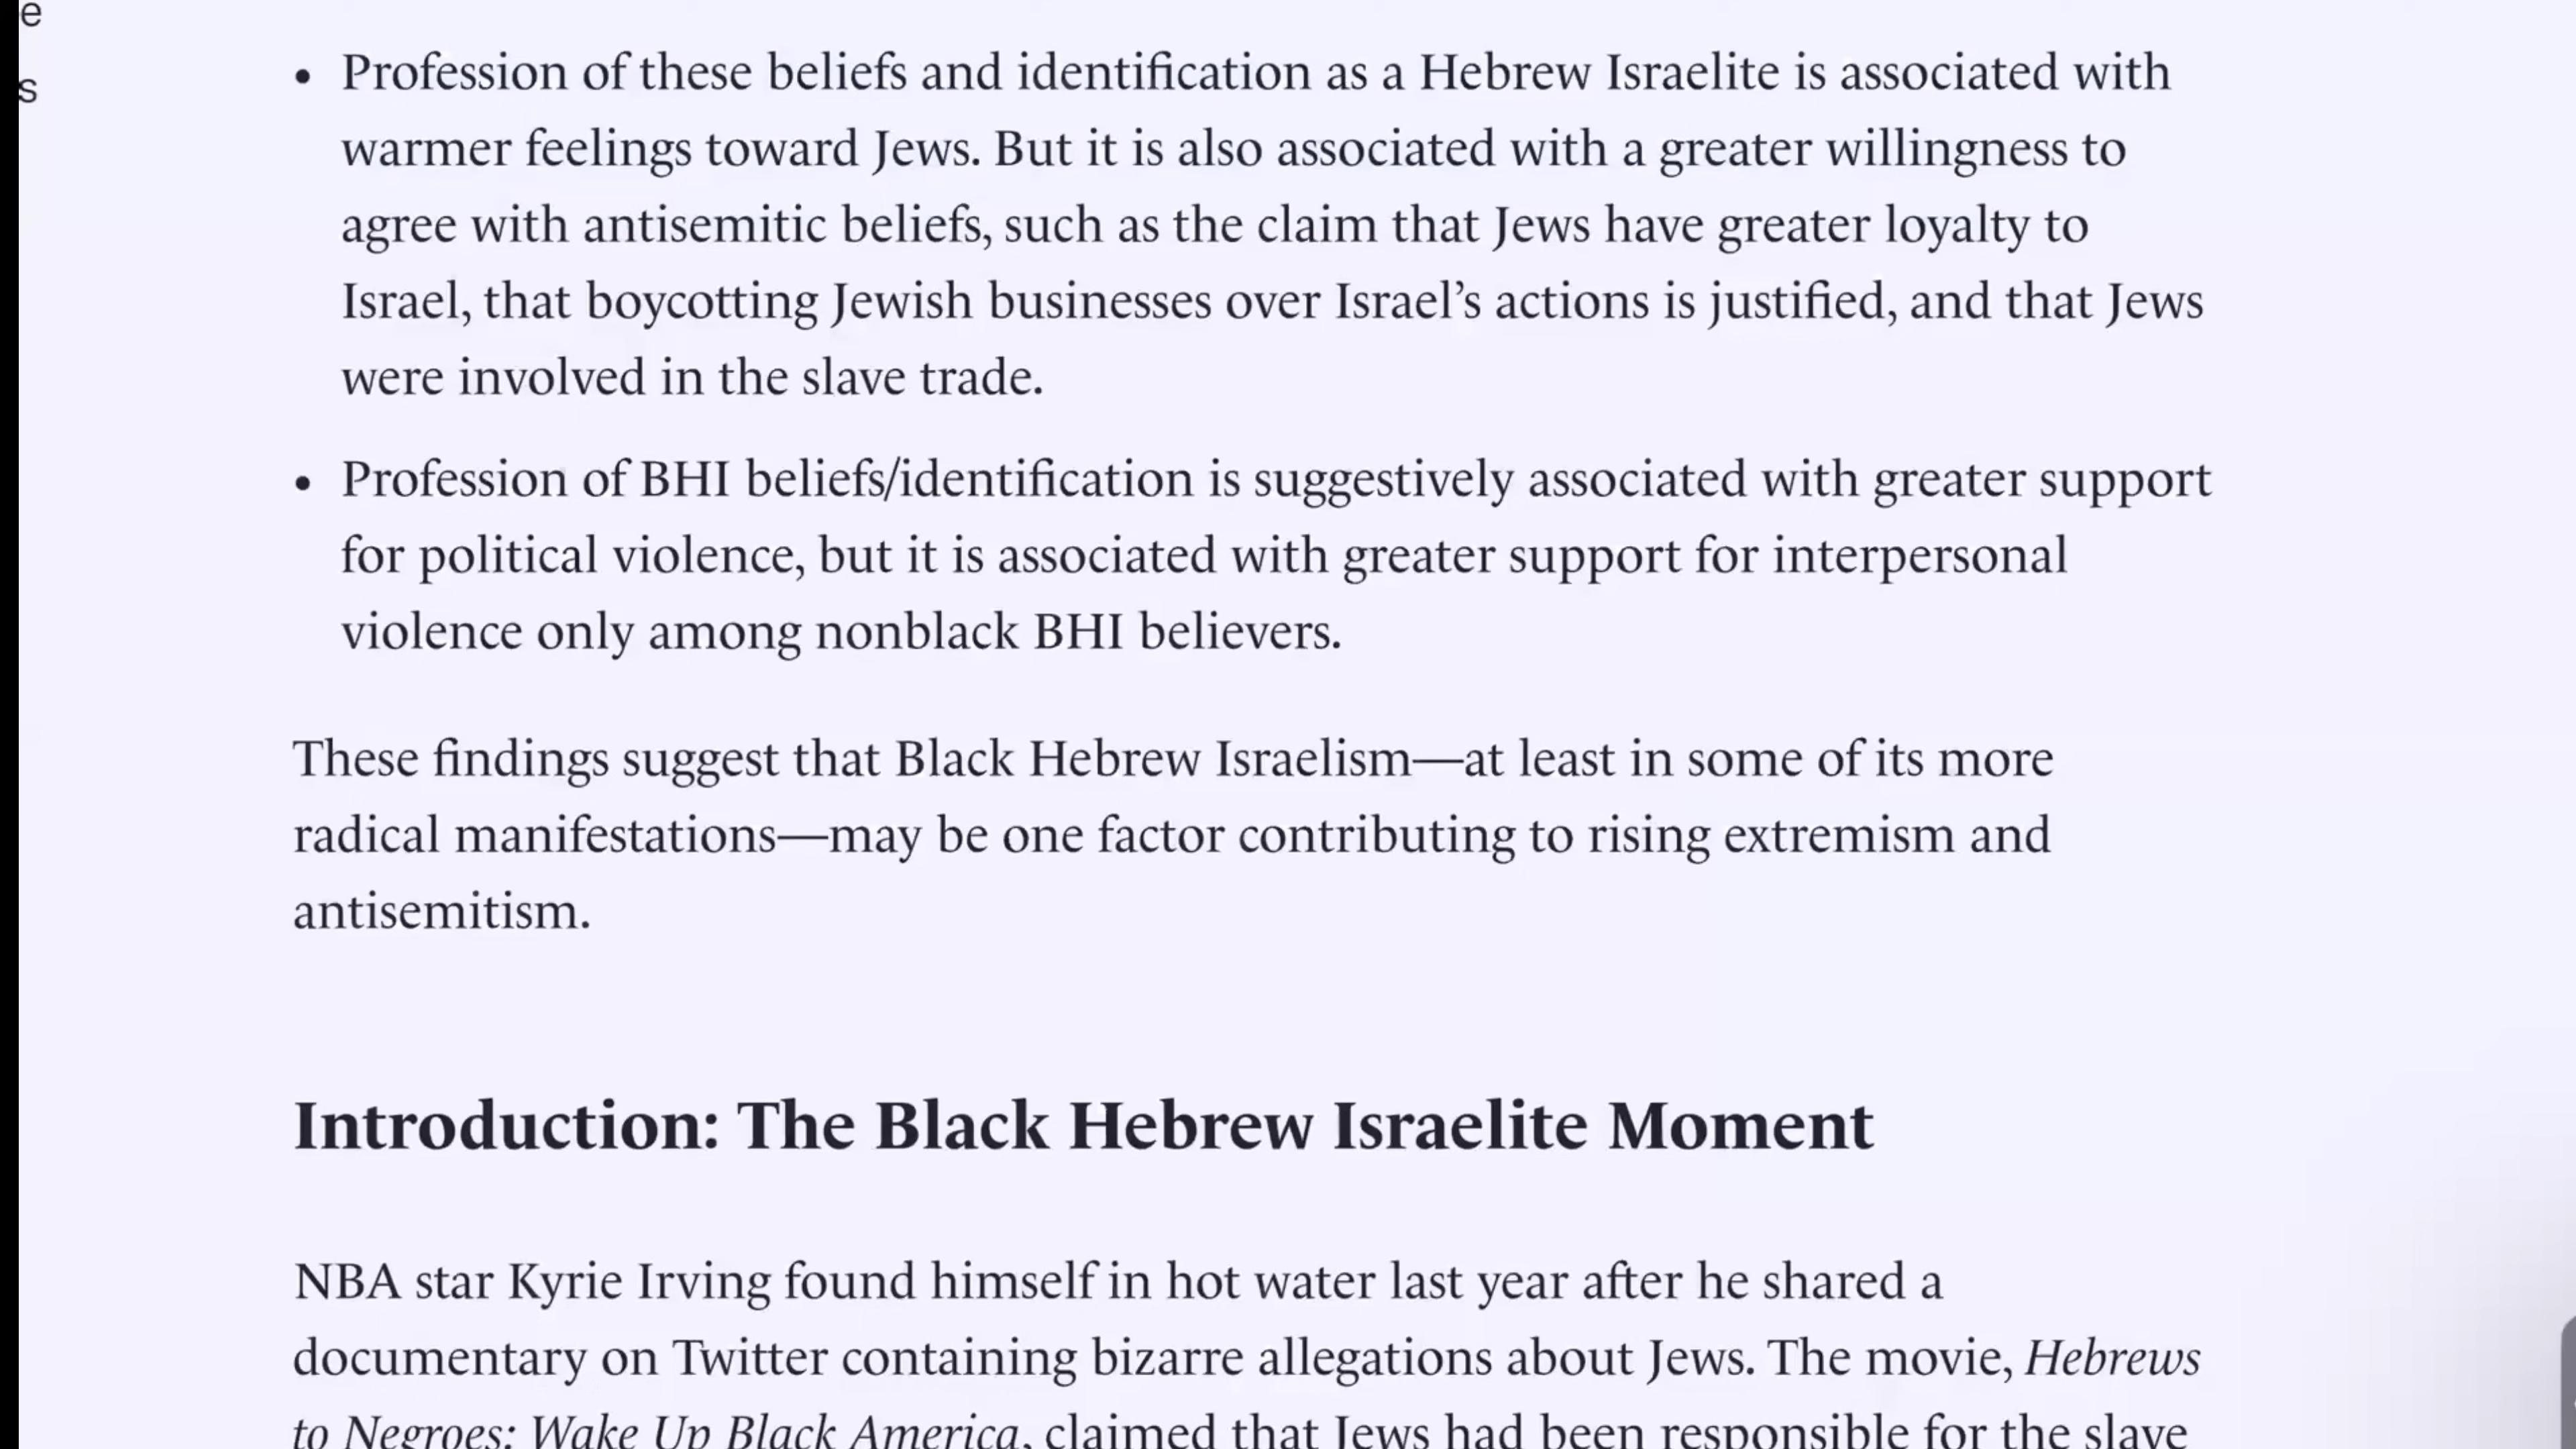 e
s
• Profession of these beliefs and identification as a Hebrew Israelite is associated with
warmer feelings toward Jews. But it is also associated with a greater willingness to
agree with antisemitic beliefs, such as the claim that Jews have greater loyalty to
Israel, that boycotting Jewish businesses over Israel’s actions is justified, and that Jews
were involved in the slave trade.
• Profession of BHI beliefs/identification is suggestively associated with greater support
for political violence, but it is associated with greater support for interpersonal
violence only among nonblack BHI believers.
These findings suggest that Black Hebrew Israelism—at least in some of its more
radical manifestations—may be one factor contributing to rising extremism and
antisemitism.
Introduction: The Black Hebrew Israelite Moment
NBA star Kyrie Irving found himself in hot water last year after he shared a
documentary on Twitter containing bizarre allegations about Jews. The movie, Hebrews
to Negroes: Wake Up Black America, claimed that Jews had been responsible for the slave